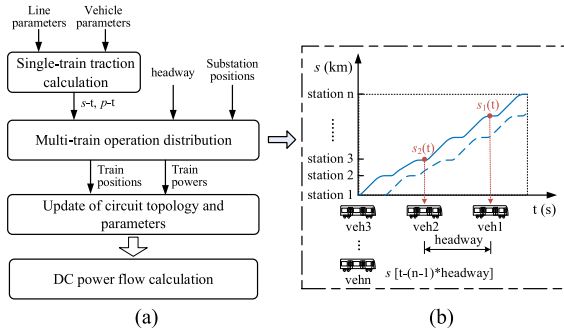 Line parameters
Vehicle parameters
Single-train traction calculation
s-t, p-t
headway
Substation positions
Multi-train operation distribution
Train positions
Train powers
Update of circuit topology and parameters
DC power flow calculation
(a)
s (km)
station n
......
station 3
station 2
station 1
s₁(t)
s₂(t)
t (s)
veh3
veh2
veh1
headway
...
vehn
s [t-(n-1)*headway]
(b)